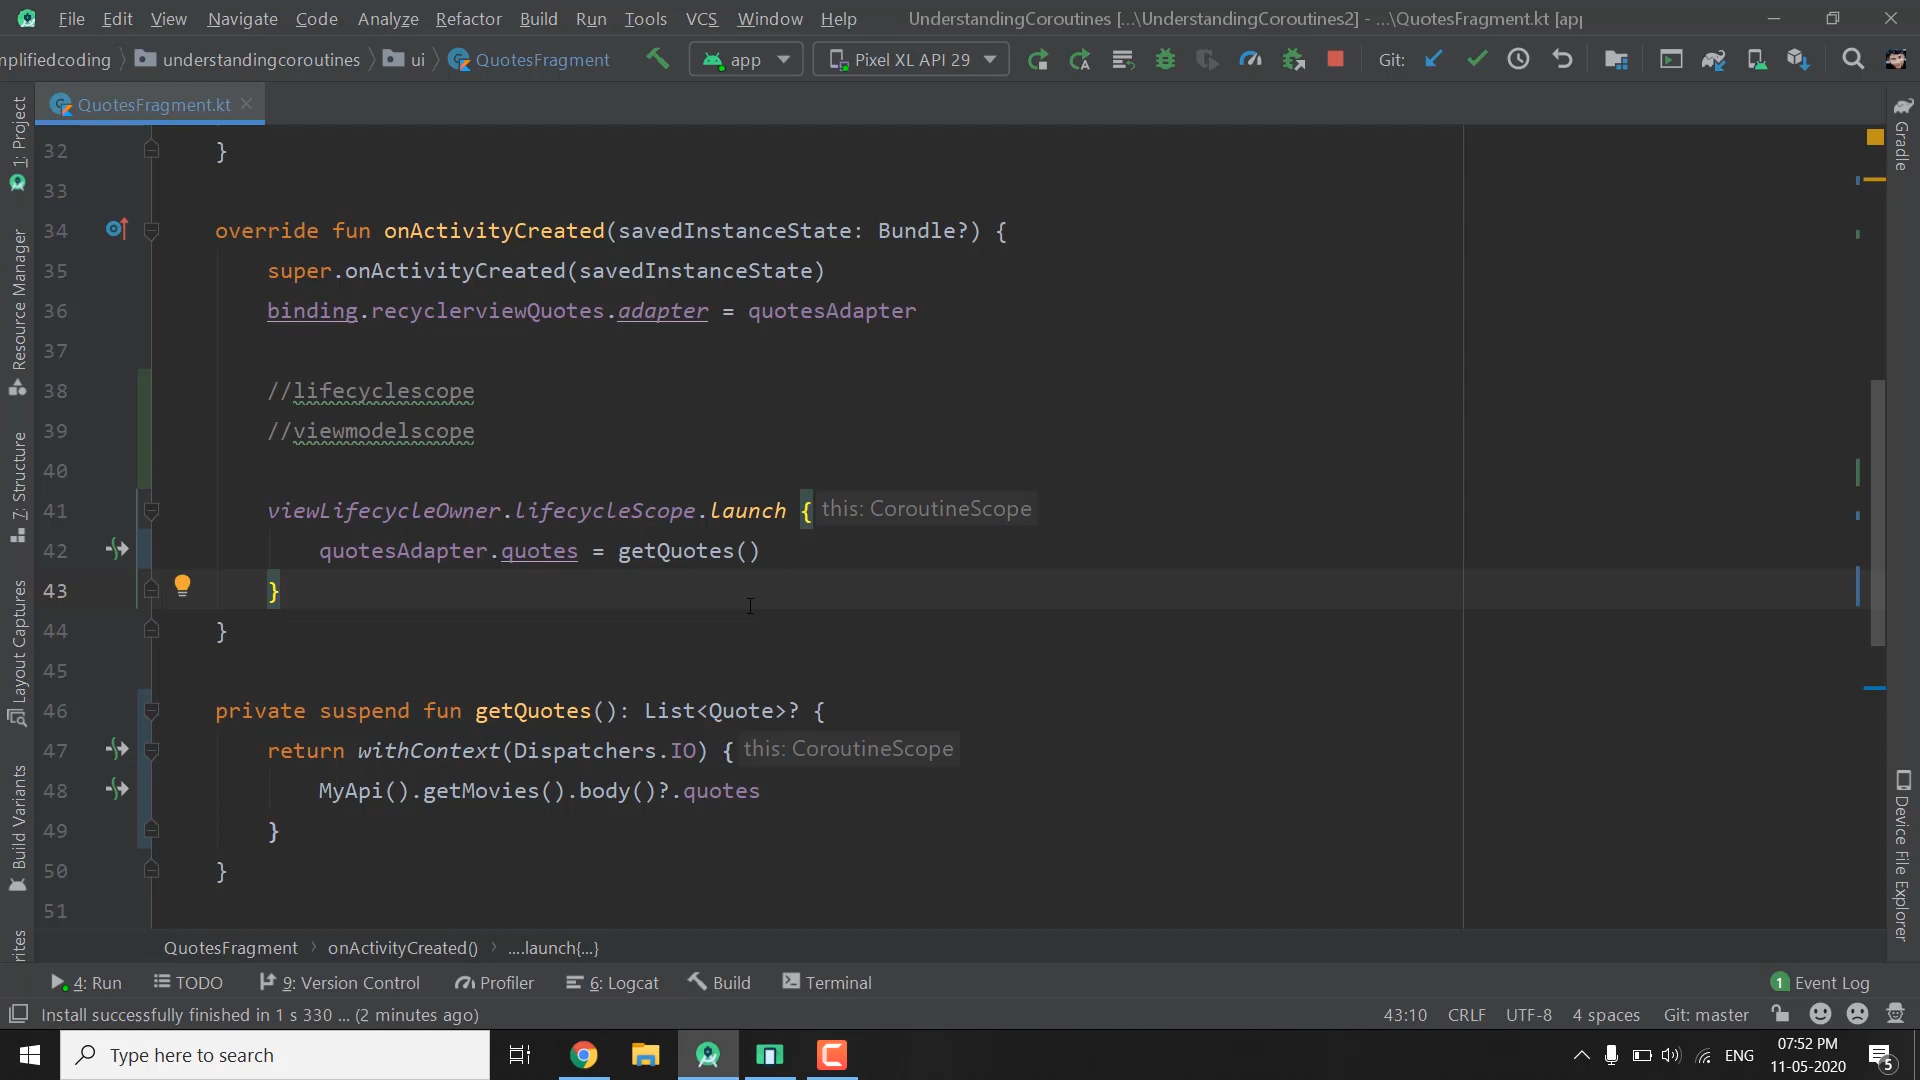 File Edit View Navigate Code Analyze Refactor Build Run Tools VCS Window Help UnderstandingCoroutines [...\UnderstandingCoroutines2] - ...\QuotesFragment.kt [app
mplifiedcoding understandingcoroutines ui QuotesFragment app Pixel XL API 29 Git:
QuotesFragment.kt
1: Project
Resource Manager
Z: Structure
Layout Captures
Build Variants
rites
32 }
33
34 override fun onActivityCreated(savedInstanceState: Bundle?) {
35 super.onActivityCreated(savedInstanceState)
36 binding.recyclerviewQuotes.adapter = quotesAdapter
37
38 //lifecyclescope
39 //viewmodelscope
40
41 viewLifecycleOwner.lifecycleScope.launch { this: CoroutineScope
42 quotesAdapter.quotes = getQuotes()
43 }
44 }
45
46 private suspend fun getQuotes(): List<Quote>? {
47 return withContext(Dispatchers.IO) { this: CoroutineScope
48 MyApi().getMovies().body()?.quotes
49 }
50 }
51
Gradle
Device File Explorer
QuotesFragment › onActivityCreated() › ....launch{...}
4: Run TODO 9: Version Control Profiler 6: Logcat Build Terminal 1 Event Log
Install successfully finished in 1 s 330 ... (2 minutes ago) 43:10 CRLF UTF-8 4 spaces Git: master
Type here to search ENG 07:52 PM
11-05-2020 5